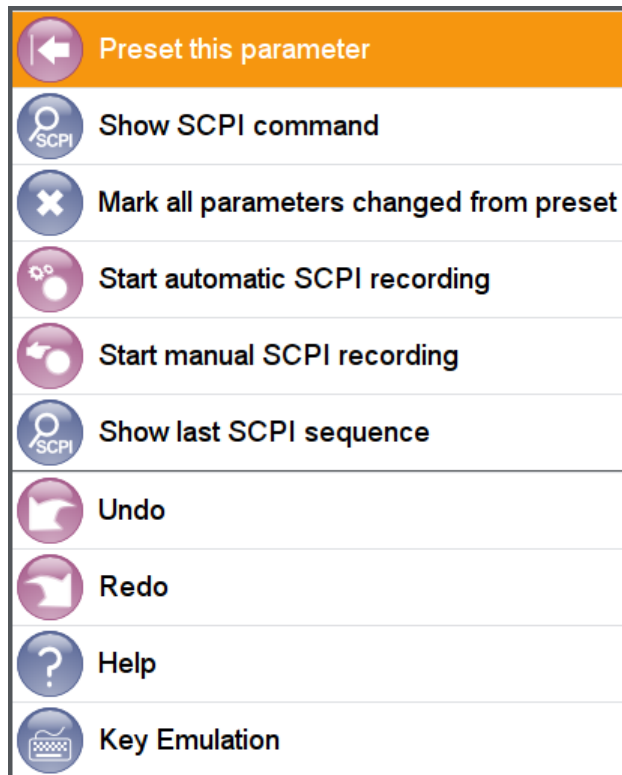 Preset this parameter
SCPI
Show SCPI command
Mark all parameters changed from preset
Start automatic SCPI recording
Start manual SCPI recording
SCPI
Show last SCPI sequence
Undo
Redo
?
Help
Key Emulation